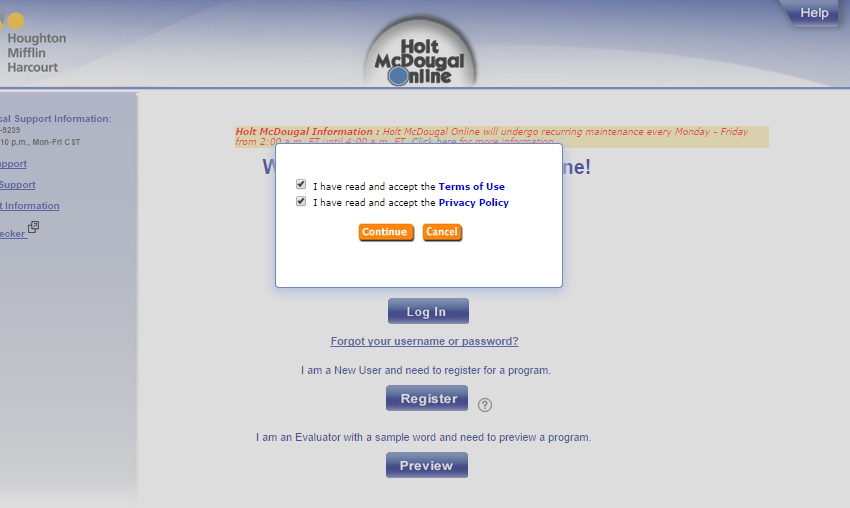 Help
Houghton
Mifflin
Harcourt
Holt
McDougal
Online
cal Support Information:
-9239
10 p.m., Mon-Fri CST
upport
Support
t Information
ecker
Holt McDougal Information : Holt McDougal Online will undergo recurring maintenance every Monday - Friday
from 2:00 a.m. ET until 4:00 a.m. ET. Click here for more information.
W ne!
I have read and accept the Terms of Use
I have read and accept the Privacy Policy
Continue Cancel
Log In
Forgot your username or password?
I am a New User and need to register for a program.
Register ?
I am an Evaluator with a sample word and need to preview a program.
Preview